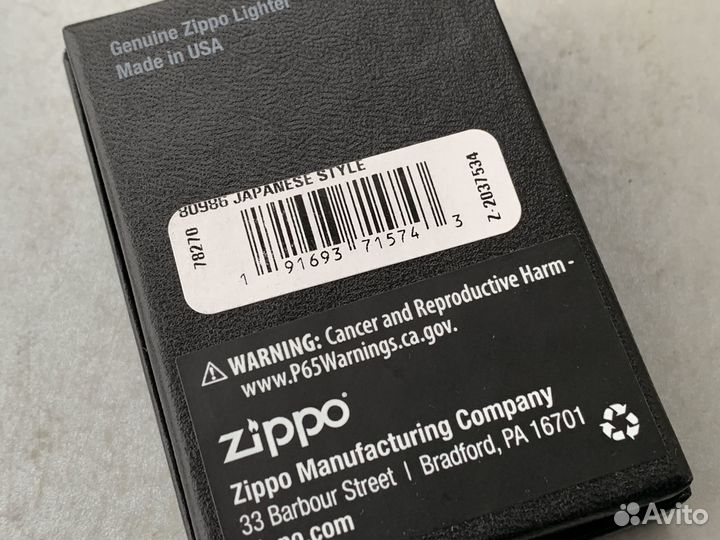 Genuine Zippo Lighter
Made in USA
80986 JAPANESE STYLE
78270
Z-2037534
1 91693 71574 3
WARNING: Cancer and Reproductive Harm -
www.P65Warnings.ca.gov.
zippo
Zippo Manufacturing Company
33 Barbour Street | Bradford, PA 16701
Avito